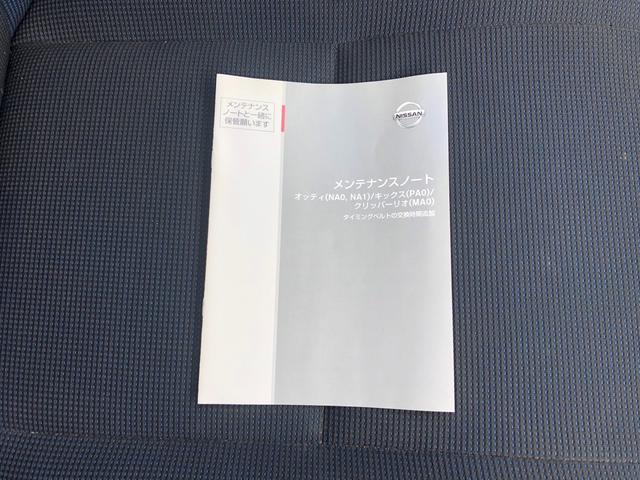 メンテナンス
ノートと一緒に
保管願います
NISSAN
メンテナンスノート
オッティ(NA0, NA1)/キックス(PA0)/
クリッパーリオ(MA0)
タイミングベルトの交換時期追加